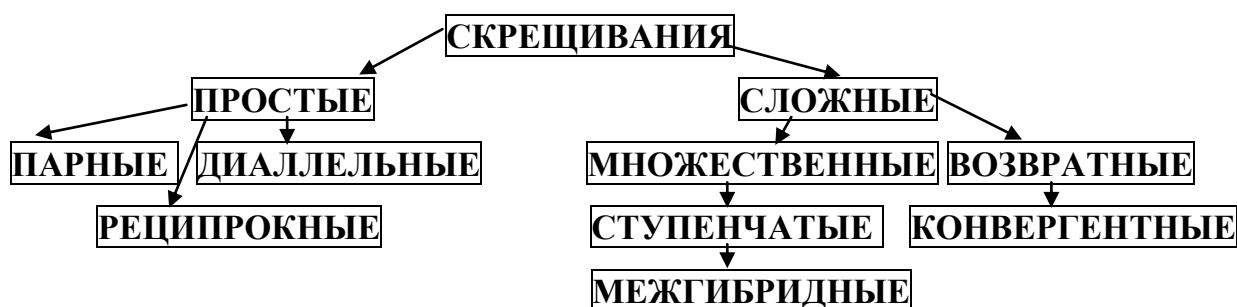 СКРЕЩИВАНИЯ
ПРОСТЫЕ
СЛОЖНЫЕ
ПАРНЫЕ
ДИАЛЛЕЛЬНЫЕ
МНОЖЕСТВЕННЫЕ
ВОЗВРАТНЫЕ
РЕЦИПРОКНЫЕ
СТУПЕНЧАТЫЕ
КОНВЕРГЕНТНЫЕ
МЕЖГИБРИДНЫЕ